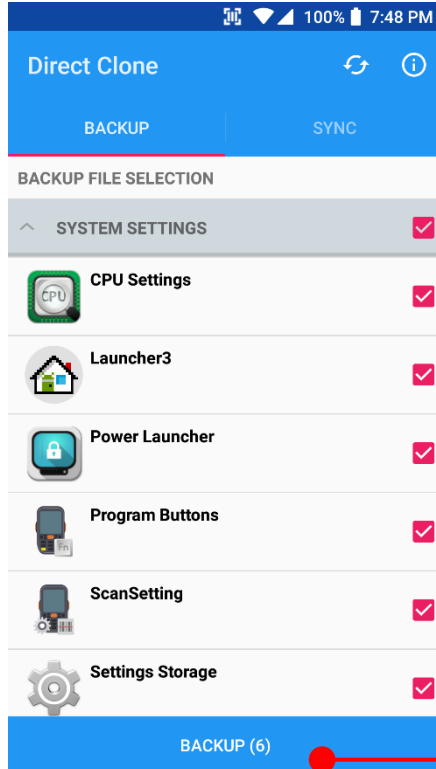 100% 7:48 PM
Direct Clone
BACKUP SYNC
BACKUP FILE SELECTION
SYSTEM SETTINGS
CPU
CPU Settings
Launcher3
Power Launcher
Program Buttons
Fn
ScanSetting
Settings Storage
BACKUP (6)